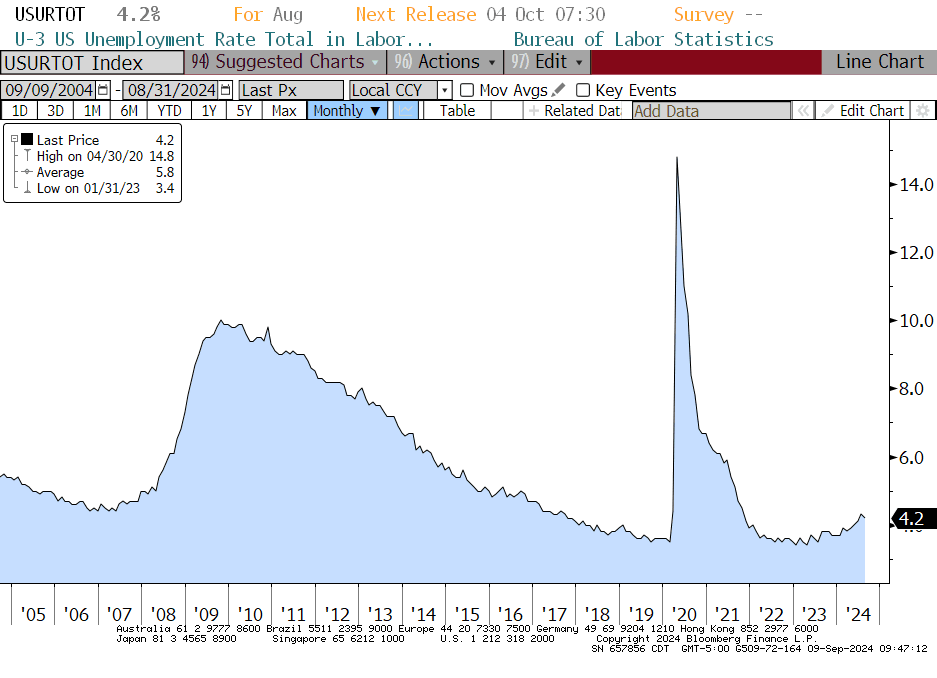 USURTOT 4.2% For Aug Next Release 04 Oct 07:30 Survey --
U-3 US Unemployment Rate Total in Labor... Bureau of Labor Statistics
USURTOT Index 94) Suggested Charts 96) Actions 97) Edit Line Chart
09/09/2004 - 08/31/2024 Last Px Local CCY Mov Avgs Key Events
1D 3D 1M 6M YTD 1Y 5Y Max Monthly ▼ Table + Related Data Add Data « Edit Chart
Last Price 4.2
High on 04/30/20 14.8
Average 5.8
Low on 01/31/23 3.4
14.0
12.0
10.0
8.0
6.0
4.2
'05 '06 '07 '08 '09 '10 '11 '12 '13 '14 '15 '16 '17 '18 '19 '20 '21 '22 '23 '24
Australia 61 2 9777 8600 Brazil 5511 2395 9000 Europe 44 20 7330 7500 Germany 49 69 9204 1210 Hong Kong 852 2977 6000
Japan 81 3 4565 8900 Singapore 65 6212 1000 U.S. 1 212 318 2000 Copyright 2024 Bloomberg Finance L.P.
SN 657856 CDT GMT-5:00 G509-72-164 09-Sep-2024 09:47:12